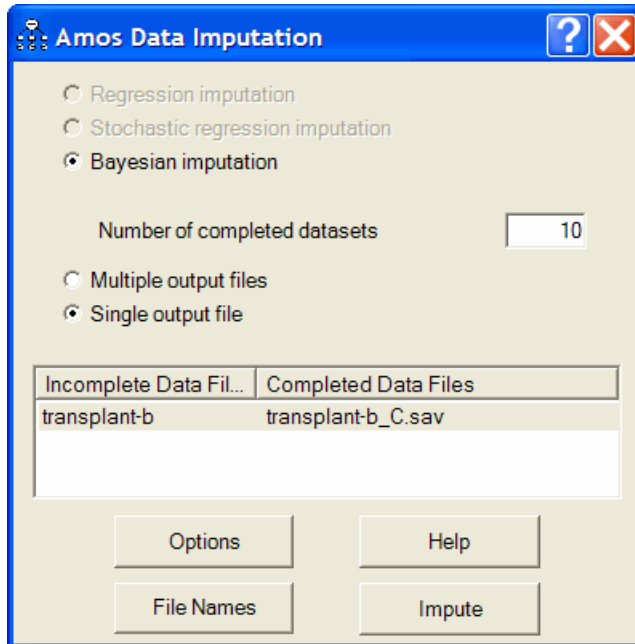 Amos Data Imputation
Regression imputation
Stochastic regression imputation
Bayesian imputation
Number of completed datasets 10
Multiple output files
Single output file
Incomplete Data Fil... Completed Data Files
transplant-b transplant-b_C.sav
Options Help
File Names Impute